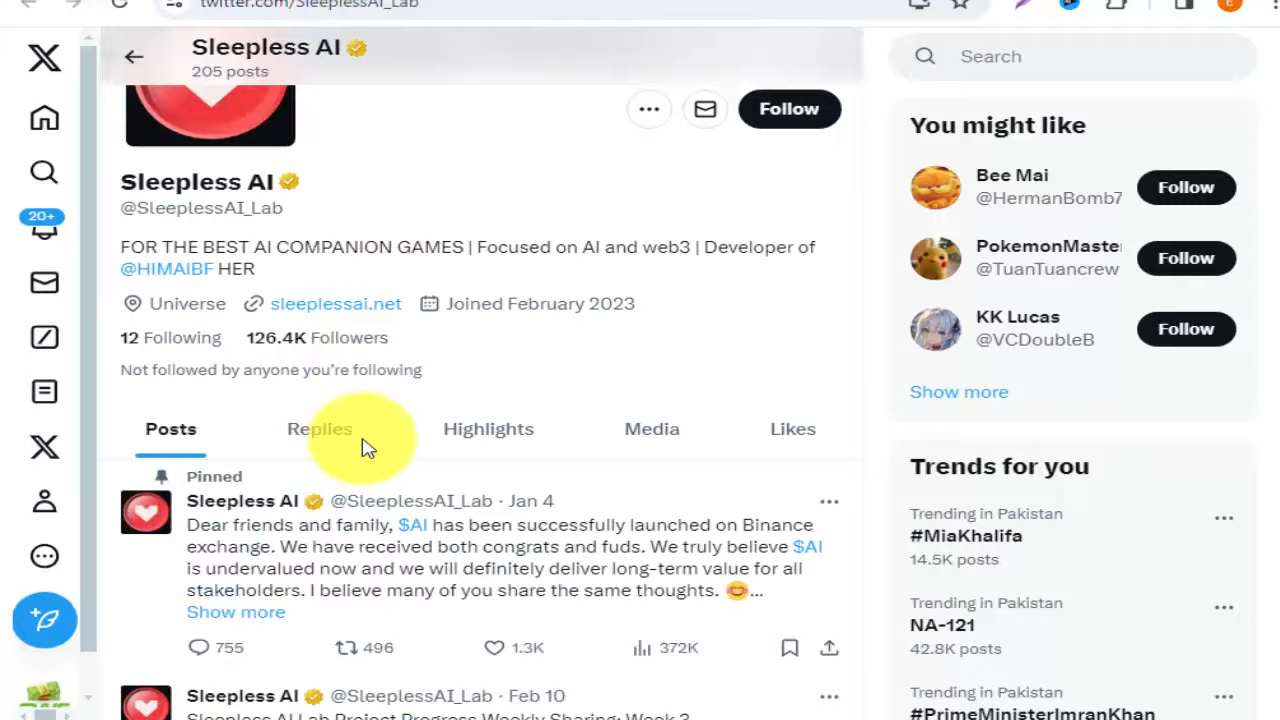 twitter.com/SleeplessAI_Lab
E
Sleepless AI
205 posts
Search
Follow
You might like
Bee Mai
@HermanBomb7
Follow
Sleepless AI
@SleeplessAI_Lab
20+
FOR THE BEST AI COMPANION GAMES | Focused on AI and web3 | Developer of
@HIMAIBF HER
PokemonMaste
@TuanTuancrew
Follow
Universe sleeplessai.net Joined February 2023
12 Following 126.4K Followers
KK Lucas
@VCDoubleB
Follow
Not followed by anyone you’re following
Show more
Posts Replies Highlights Media Likes
Pinned
Sleepless AI @SleeplessAI_Lab · Jan 4
Dear friends and family, $AI has been successfully launched on Binance
exchange. We have received both congrats and fuds. We truly believe $AI
is undervalued now and we will definitely deliver long-term value for all
stakeholders. I believe many of you share the same thoughts. 😊...
Show more
755 496 1.3K 372K
Sleepless AI @SleeplessAI_Lab · Feb 10
Sleepless AI Lab Project Progress Weekly Sharing: Week
Trends for you
Trending in Pakistan
#MiaKhalifa
14.5K posts
Trending in Pakistan
NA-121
42.8K posts
Trending in Pakistan
#PrimeMinisterImranKhan